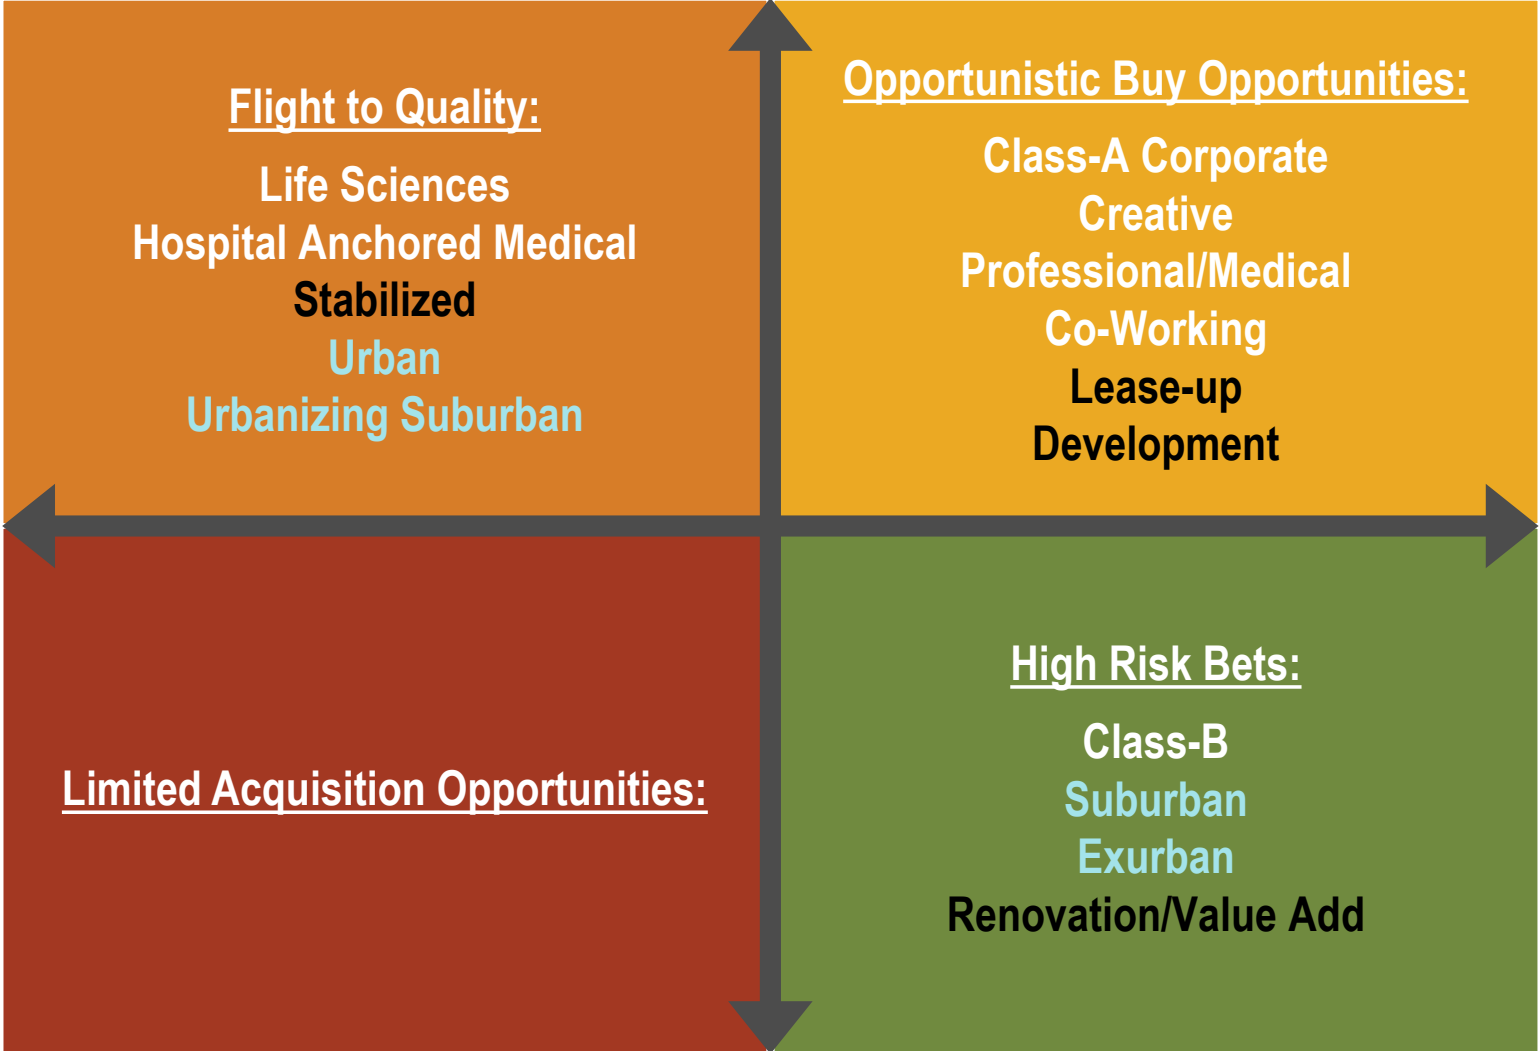 Flight to Quality:
Life Sciences
Hospital Anchored Medical
Stabilized
Urban
Urbanizing Suburban
Opportunistic Buy Opportunities:
Class-A Corporate
Creative
Professional/Medical
Co-Working
Lease-up
Development
Limited Acquisition Opportunities:
High Risk Bets:
Class-B
Suburban
Exurban
Renovation/Value Add